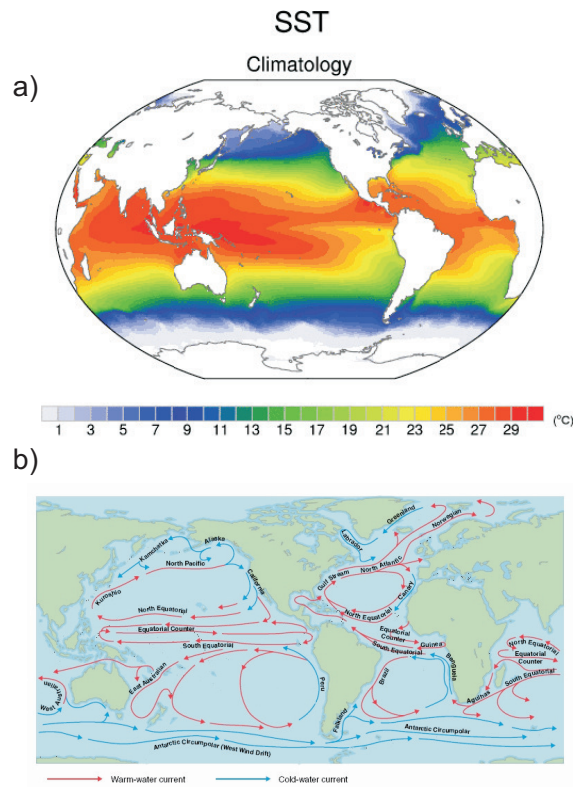 SST
Climatology
a)
1 3 5 7 9 11 13 15 17 19 21 23 25 27 29 (°C)
b)
Greenland
Norwegian
Labrador
Alaska
Kamchatka
North Pacific
North Atlantic
Gulf Stream
California
Kuroshio
Canary
North Equatorial
North Equatorial
Equatorial Counter
Equatorial
Counter
Guinea
North Equatorial
Equatorial
Counter
South Equatorial
South Equatorial
South Equatorial
East Australian
West Australian
Peru
Brazil
Benguela
Agulhas
Falkland
Antarctic Circumpolar
Antarctic Circumpolar
Antarctic Circumpolar (West Wind Drift)
Warm-water current
Cold-water current